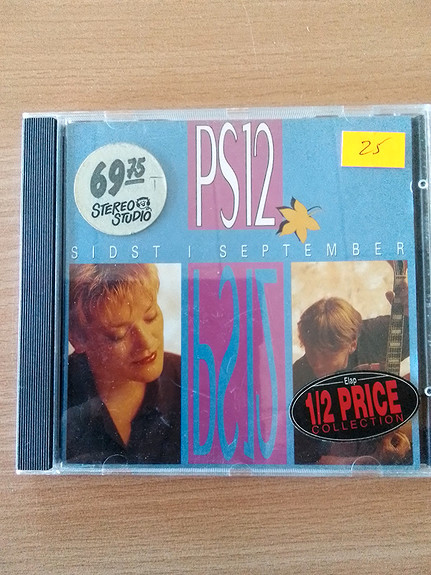 PS12
69 75
STEREO
STUDIO
25
SIDST I SEPTEMBER
PS12
Elap
1/2 PRICE
COLLECTION